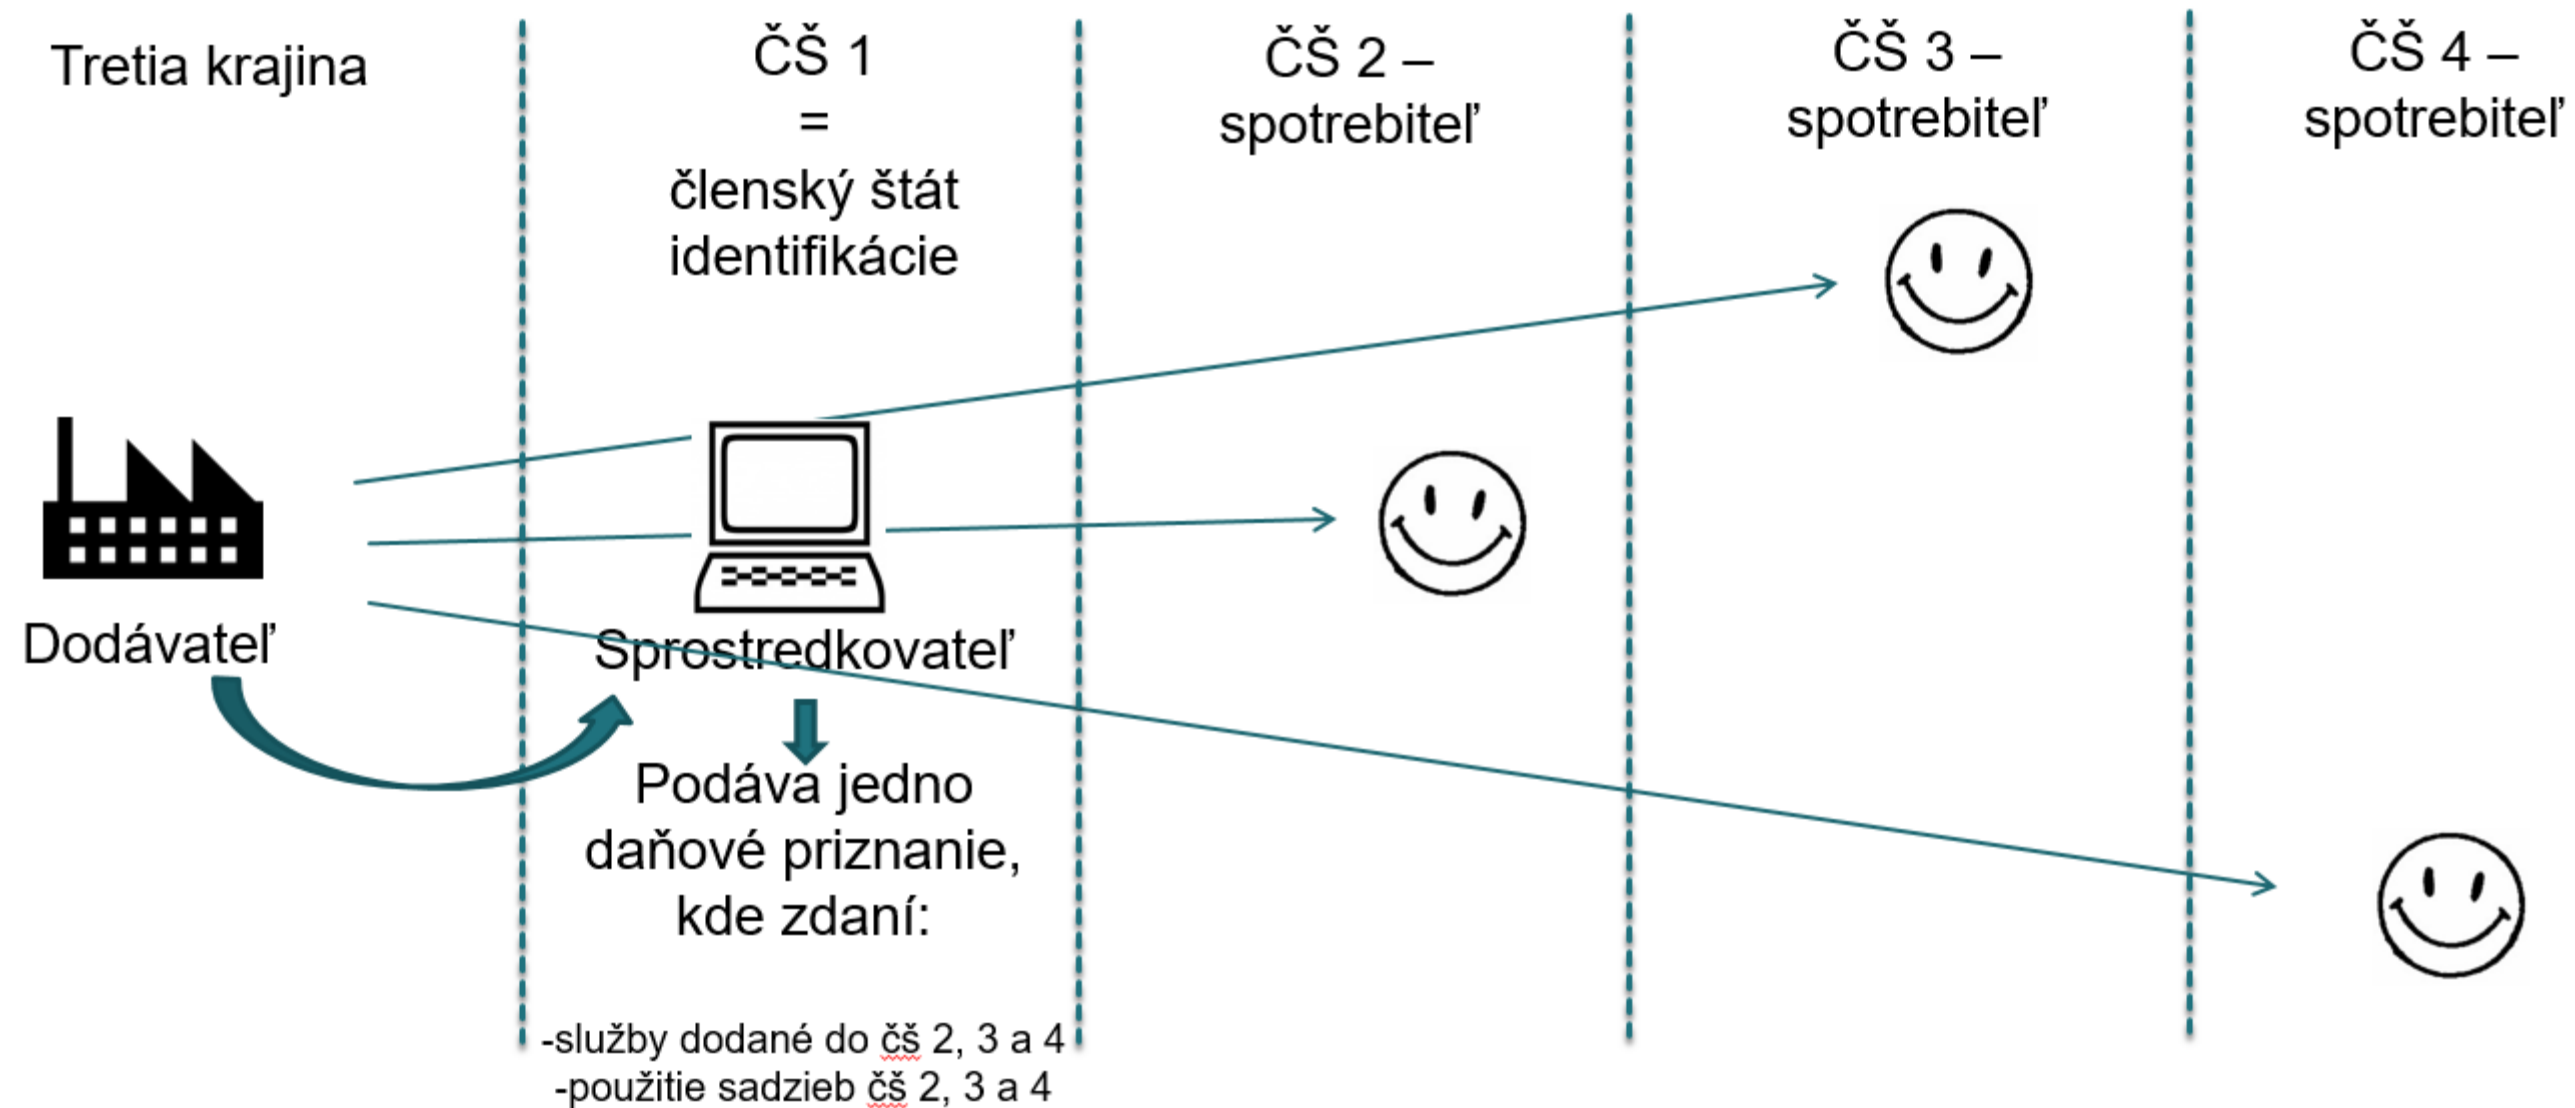 Tretia krajina
ČŠ 1
=
členský štát
identifikácie
ČŠ 2 –
spotrebiteľ
ČŠ 3 –
spotrebiteľ
ČŠ 4 –
spotrebiteľ
Dodávateľ
Sprostredkovateľ
Podáva jedno
daňové priznanie,
kde zdaní:
-služby dodané do čš 2, 3 a 4
-použitie sadzieb čš 2, 3 a 4